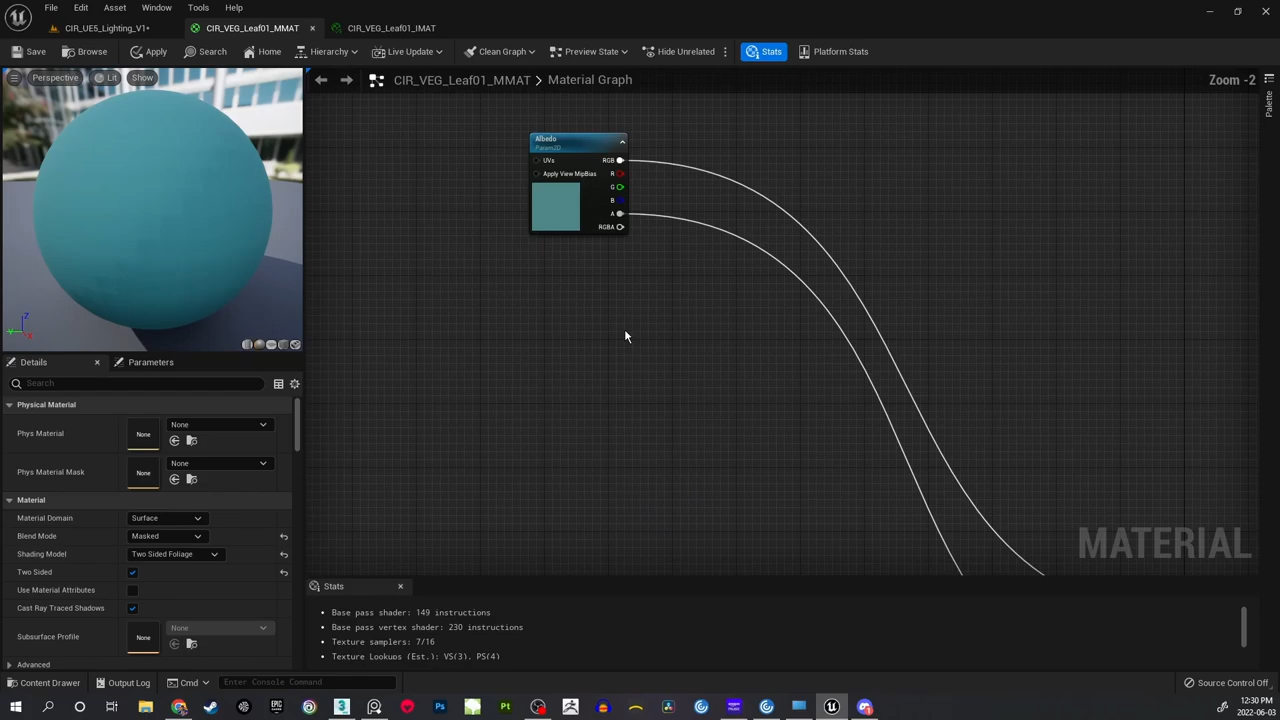 File Edit Asset Window Tools Help
CIR_UE5_Lighting_V1* CIR_VEG_Leaf01_MMAT CIR_VEG_Leaf01_IMAT
Save Browse Apply Search Home Hierarchy Live Update Clean Graph Preview State Hide Unrelated Stats Platform Stats
Perspective Lit Show
CIR_VEG_Leaf01_MMAT > Material Graph Zoom -2
Palette
Albedo
Param2D
UVs RGB
Apply View MipBias R
G
B
A
RGBA
Z
Y X
MATERIAL
Details Parameters
Search
Physical Material
Phys Material None None
Phys Material Mask None None
Material
Material Domain Surface
Blend Mode Masked
Shading Model Two Sided Foliage
Two Sided
Use Material Attributes
Cast Ray Traced Shadows
Subsurface Profile None None
Advanced
Stats
Base pass shader: 149 instructions
Base pass vertex shader: 230 instructions
Texture samplers: 7/16
Texture Lookups (Est.): VS(3), PS(4)
Content Drawer Output Log Cmd Enter Console Command Source Control Off
12:30 PM
2022-06-03